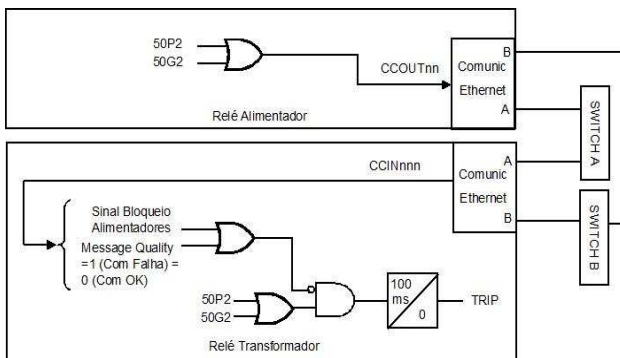 50P2
50G2
CCOUTnn
B
Comunic
Ethernet
A
Relé Alimentador
SWITCH A
CCINnnn
A
Comunic
Ethernet
B
SWITCH B
Sinal Bloqueio
Alimentadores
Message Quality
=1 (Com Falha) =
0 (Com OK)
50P2
50G2
100
ms
0
TRIP
Relé Transformador